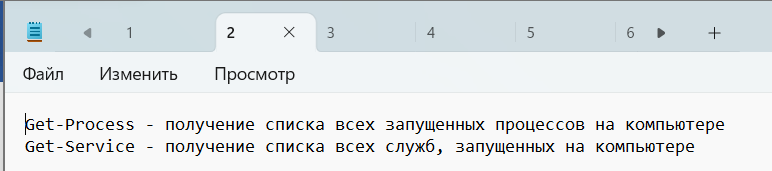 1 2 3 4 5 6
Файл Изменить Просмотр
Get-Process - получение списка всех запущенных процессов на компьютере
Get-Service - получение списка всех служб, запущенных на компьютере